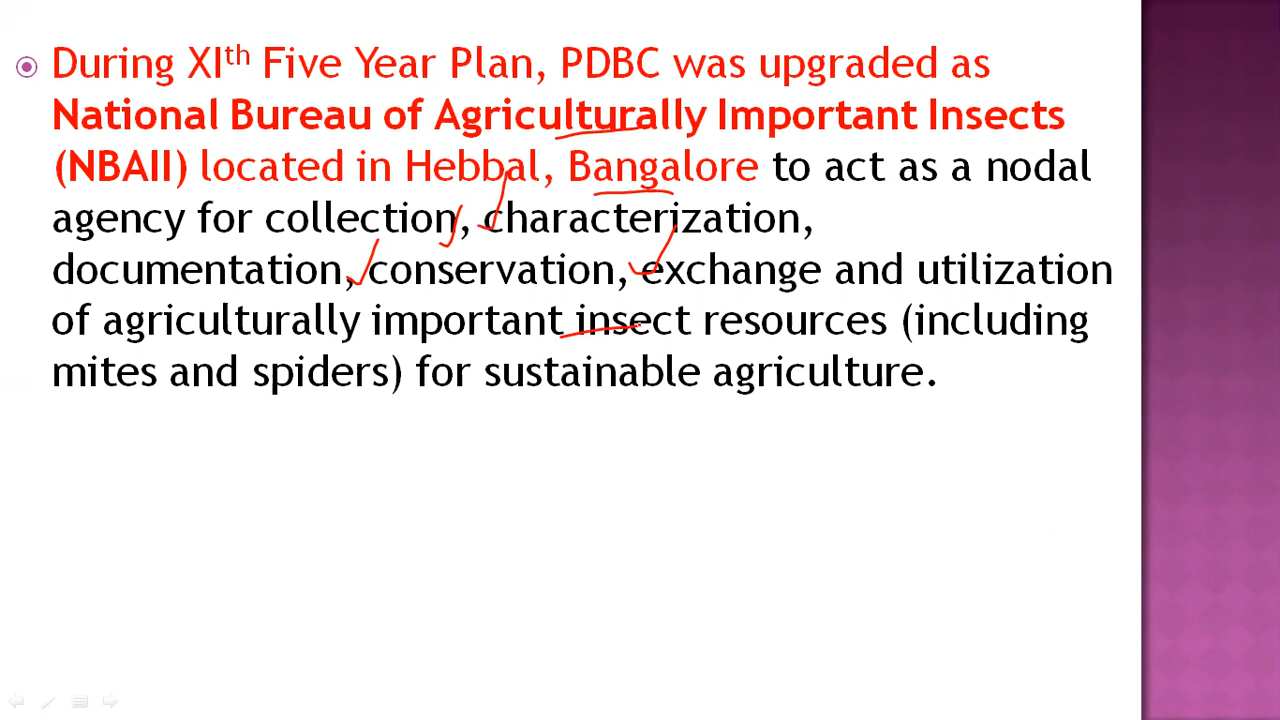 During XIth Five Year Plan, PDBC was upgraded as
National Bureau of Agriculturally Important Insects
(NBAII) located in Hebbal, Bangalore to act as a nodal
agency for collection, characterization,
documentation, conservation, exchange and utilization
of agriculturally important insect resources (including
mites and spiders) for sustainable agriculture.